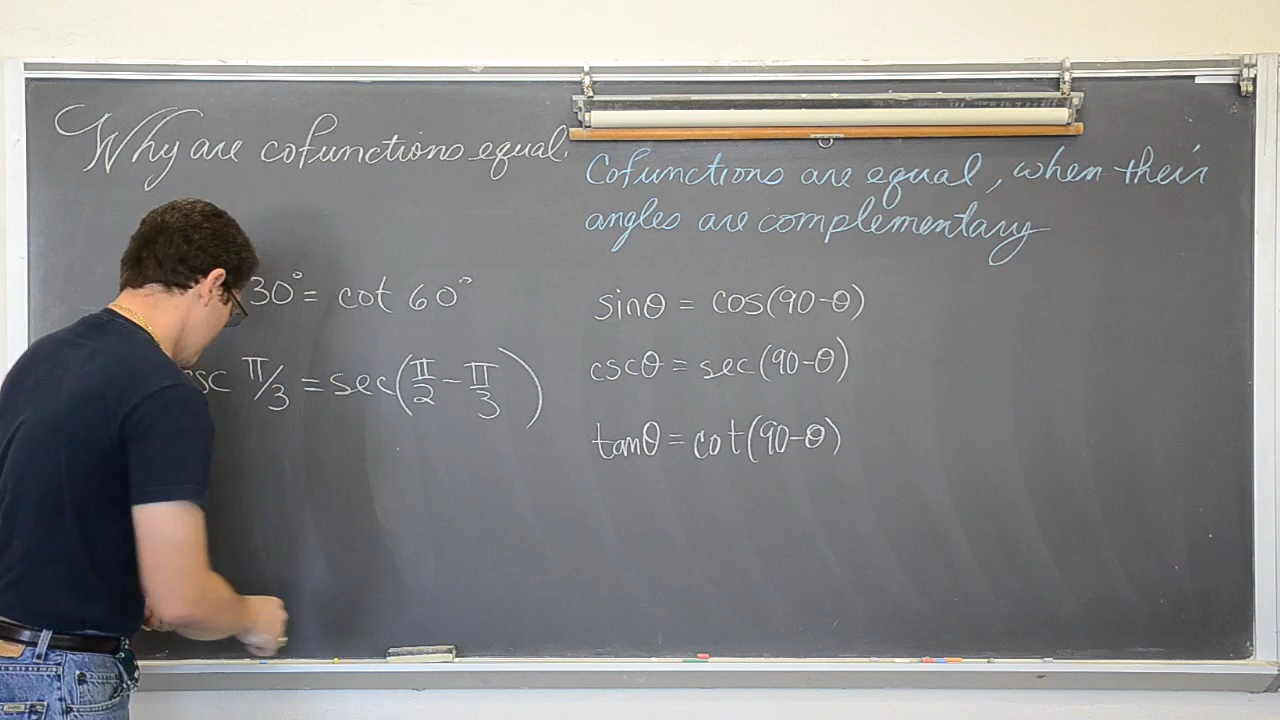 Why are cofunctions equal.
Cofunctions are equal, when their
angles are complementary
30° = cot 60°
sc π/3 = sec(π/2 - π/3)
sinθ = cos(90-θ)
cscθ = sec(90-θ)
tanθ = cot(90-θ)